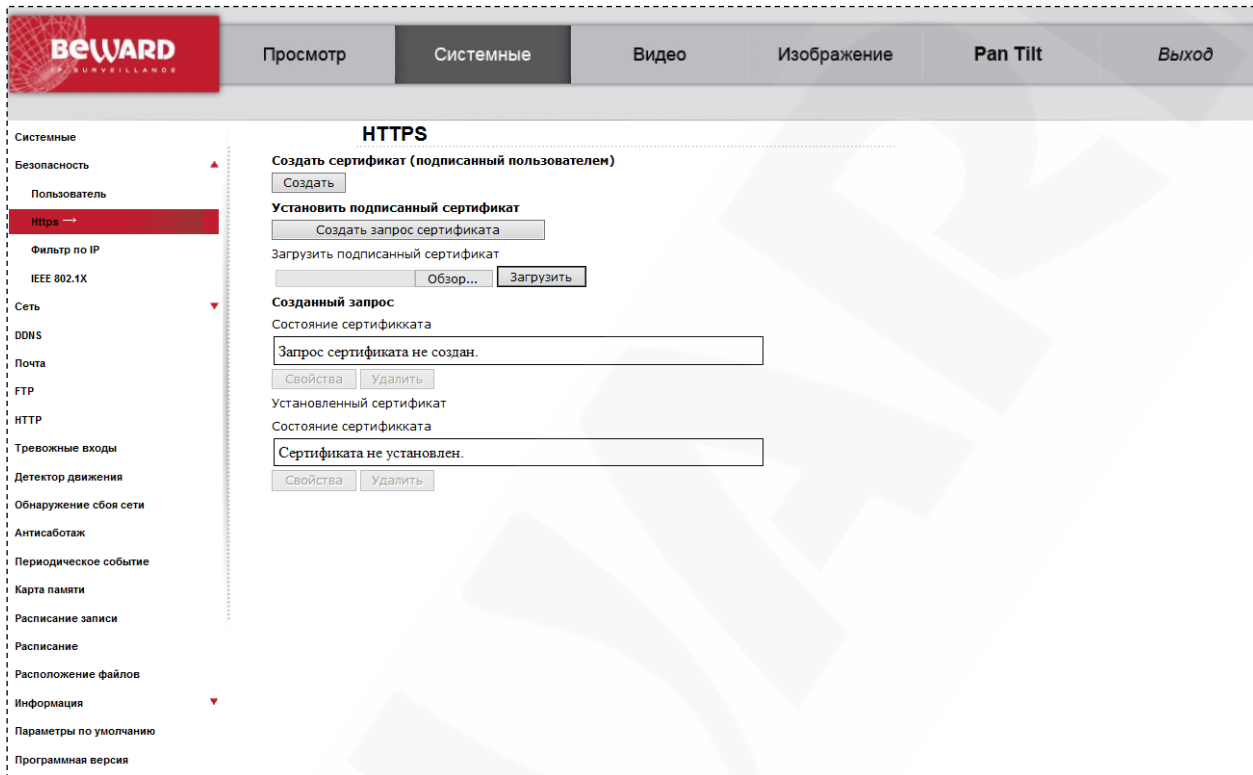 BEWARD
IP SURVEILLANCE
Просмотр
Системные
Видео
Изображение
Pan Tilt
Выход
Системные
Безопасность
Пользователь
Https →
Фильтр по IP
IEEE 802.1X
Сеть
DDNS
Почта
FTP
HTTP
Тревожные входы
Детектор движения
Обнаружение сбоя сети
Антисаботаж
Периодическое событие
Карта памяти
Расписание записи
Расписание
Расположение файлов
Информация
Параметры по умолчанию
Программная версия
HTTPS
Создать сертификат (подписанный пользователем)
Создать
Установить подписанный сертификат
Создать запрос сертификата
Загрузить подписанный сертификат
Обзор... Загрузить
Созданный запрос
Состояние сертификката
Запрос сертификата не создан.
Свойства Удалить
Установленный сертификат
Состояние сертификката
Сертификата не установлен.
Свойства Удалить